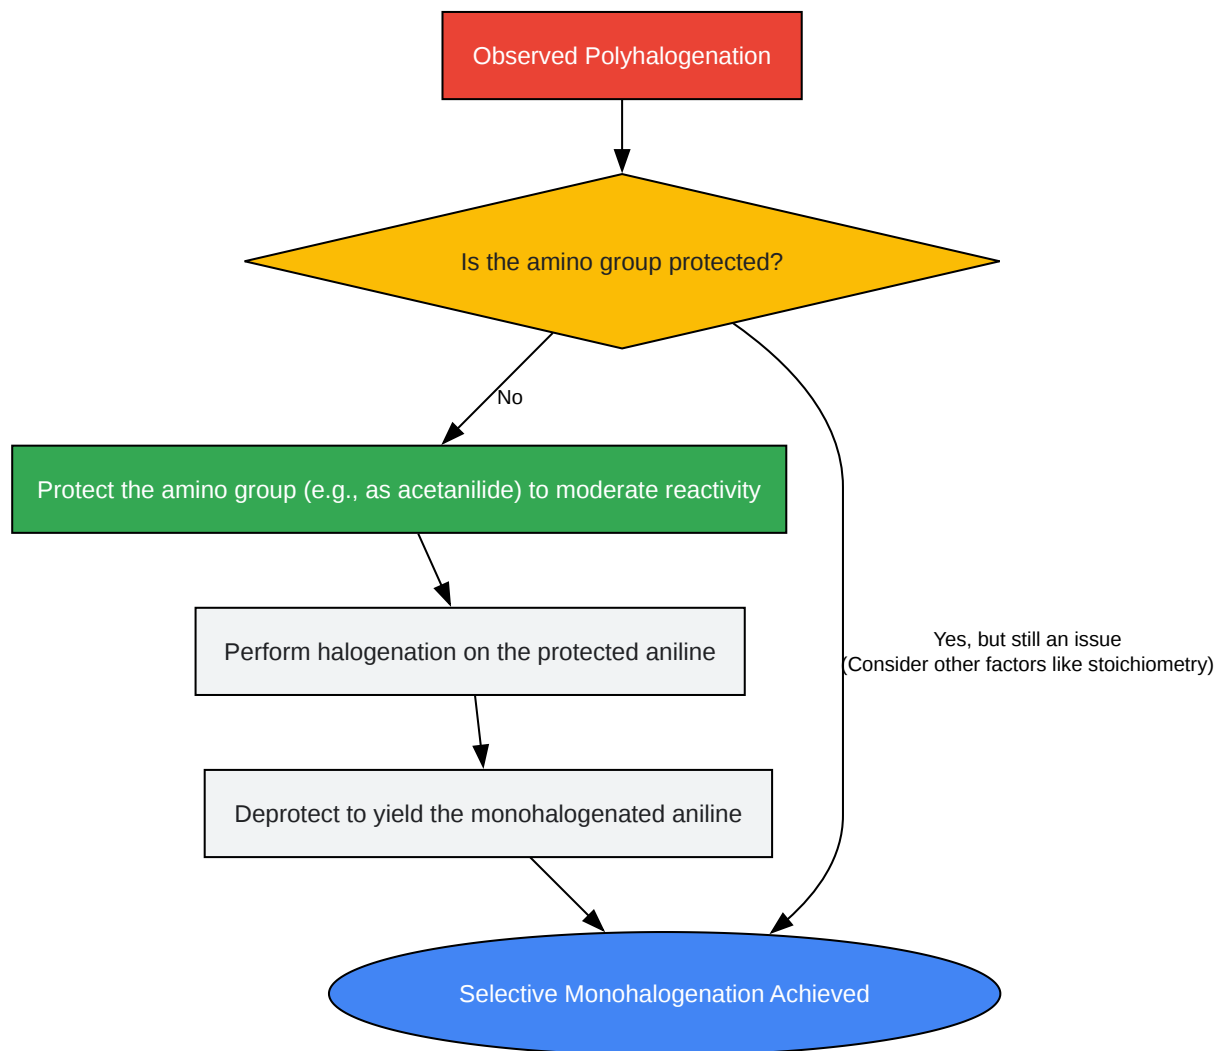 Observed Polyhalogenation
Is the amino group protected?
No
Protect the amino group (e.g., as acetanilide) to moderate reactivity
Perform halogenation on the protected aniline
Yes, but still an issue
(Consider other factors like stoichiometry)
Deprotect to yield the monohalogenated aniline
Selective Monohalogenation Achieved